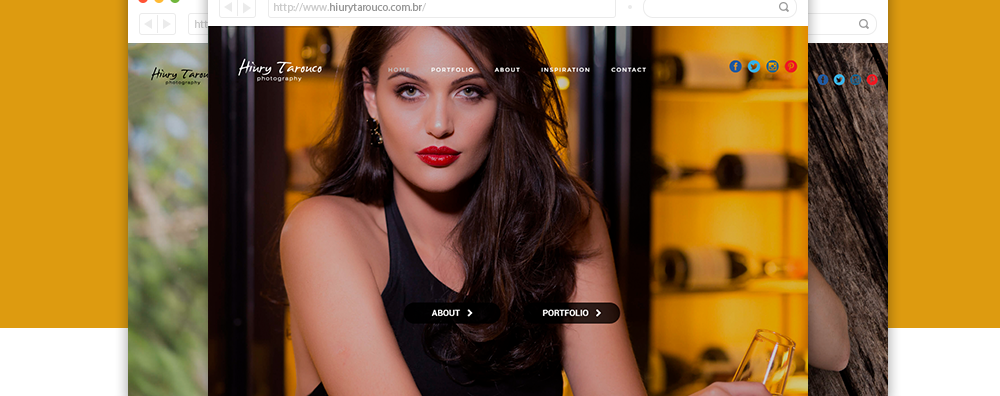 http://www.hiurytarouco.com.br/
htt
Hiury Tarouco
photography
Hiury Tarouco
photography
HOME PORTFOLIO ABOUT INSPIRATION CONTACT
ABOUT PORTFOLIO